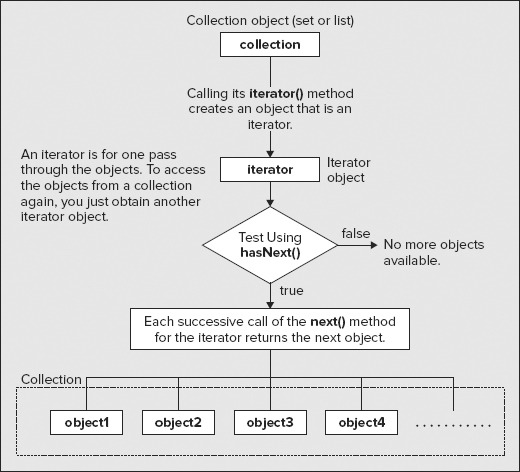 Collection object (set or list)
collection
Calling its iterator() method
creates an object that is an
iterator.
An iterator is for one pass
through the objects. To access
the objects from a collection
again, you just obtain another
iterator object.
iterator
Iterator
object
Test Using
hasNext()
false
No more objects
available.
true
Each successive call of the next() method
for the iterator returns the next object.
Collection
object1
object2
object3
object4
. . . . . . . . . . .